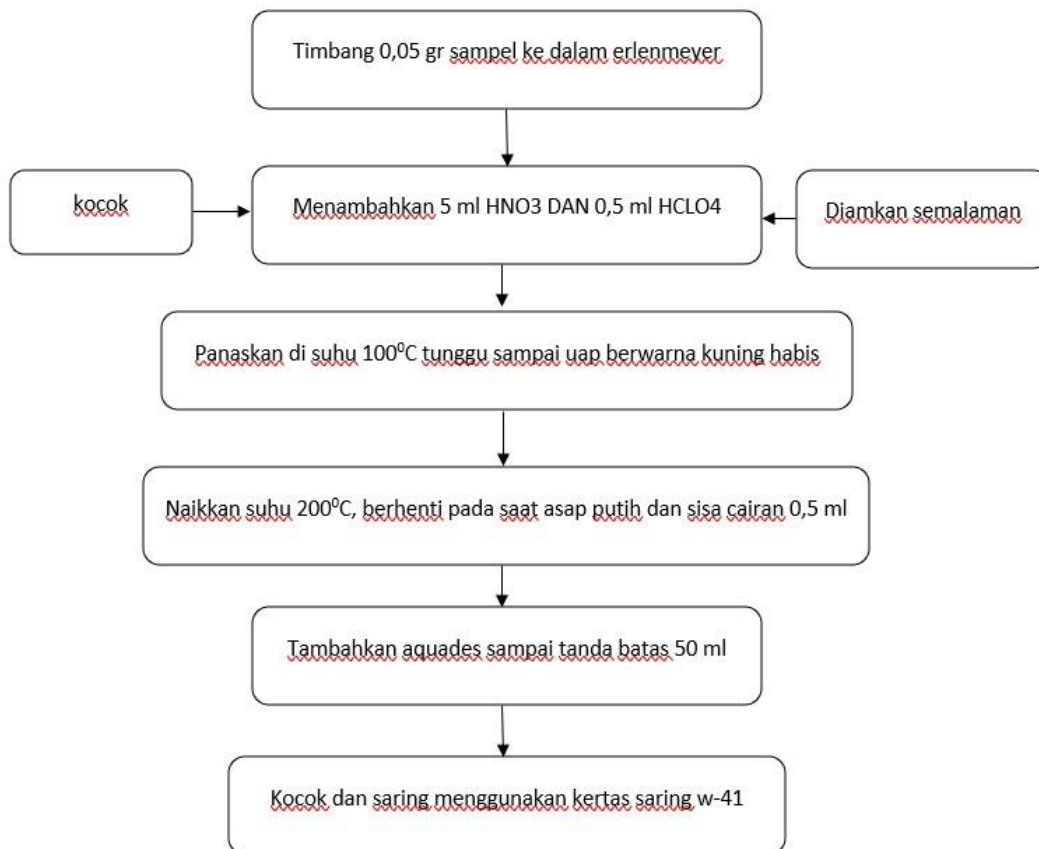 Timbang 0,05 gr sampel ke dalam erlenmeyer
kocok
Menambahkan 5 ml HNO3 DAN 0,5 ml HCLO4
Diamkan semalaman
Panaskan di suhu 100⁰C tunggu sampai uap berwarna kuning habis
Naikkan suhu 200⁰C, berhenti pada saat asap putih dan sisa cairan 0,5 ml
Tambahkan aquades sampai tanda batas 50 ml
Kocok dan saring menggunakan kertas saring w-41